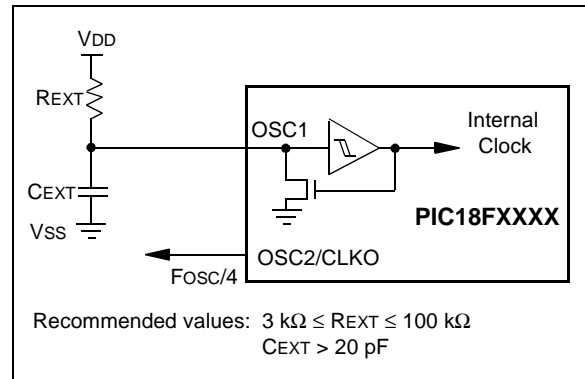 VDD
REXT
OSC1
Internal
Clock
CEXT
PIC18FXXXX
VSS
OSC2/CLKO
FOSC/4
Recommended values: 3 kΩ ≤ REXT ≤ 100 kΩ
CEXT > 20 pF